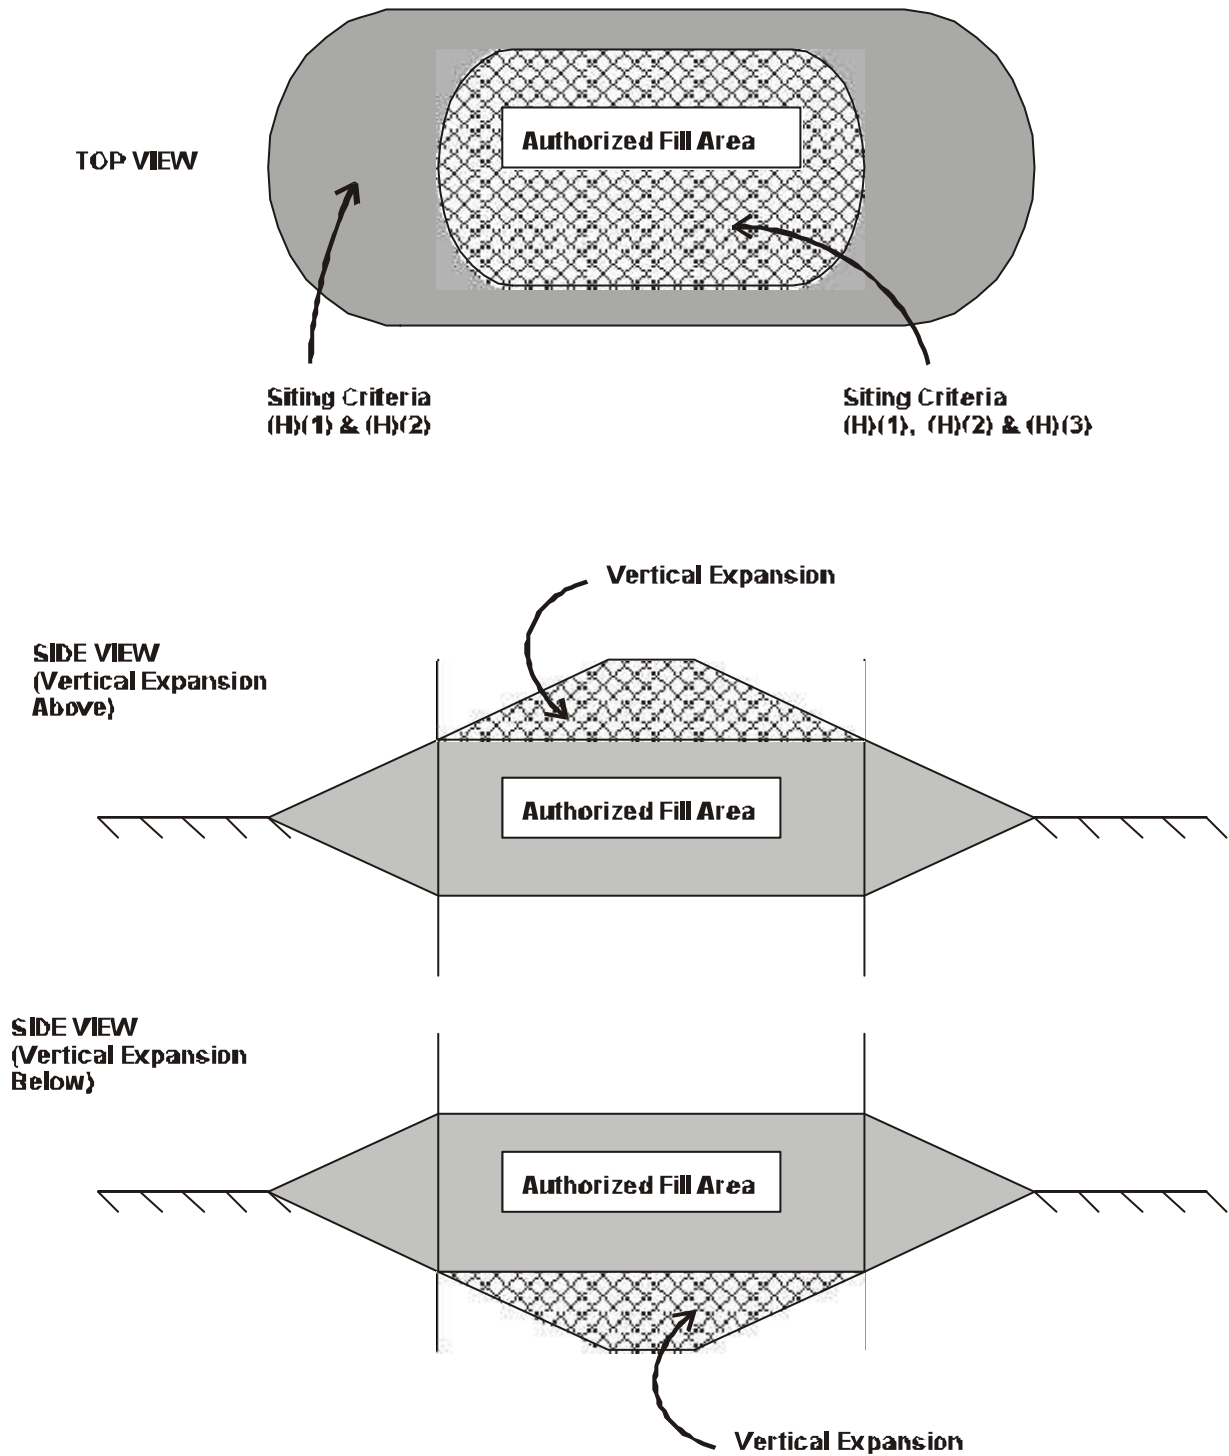 Authorized Fill Area
TOP VIEW
Siting Criteria
(H)(1) & (H)(2)
Siting Criteria
(H)(1), (H)(2) & (H)(3)
Vertical Expansion
SIDE VIEW
(Vertical Expansion
Above)
Authorized Fill Area
SIDE VIEW
(Vertical Expansion
Below)
Authorized Fill Area
Vertical Expansion